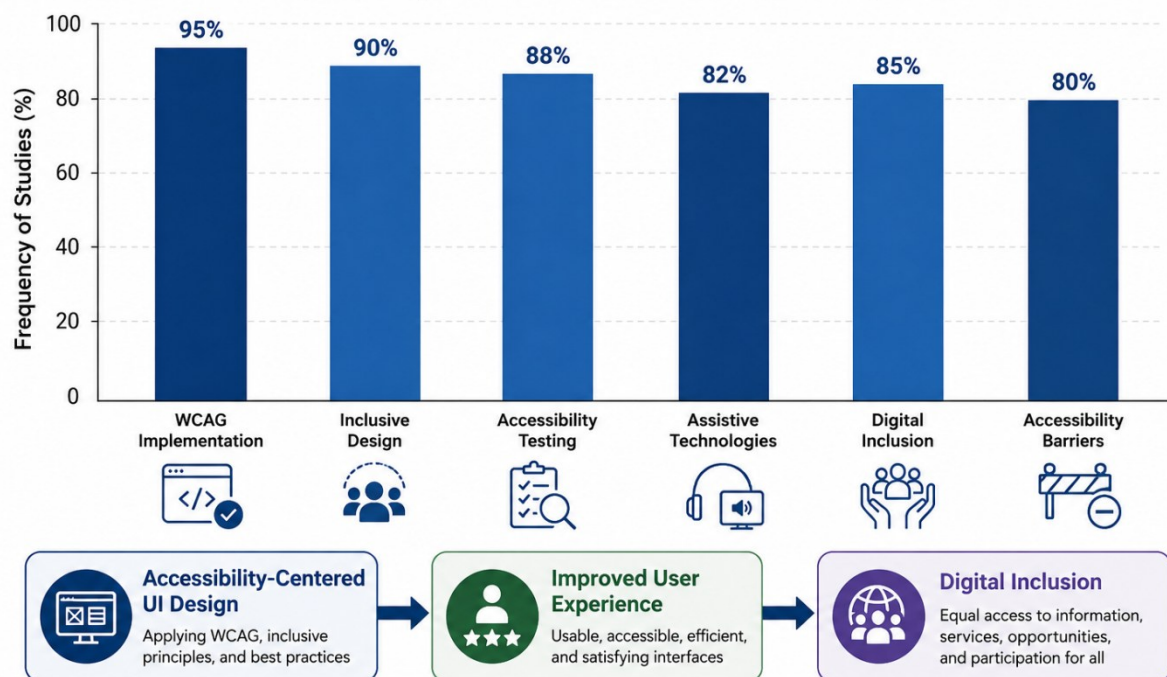 Frequency of Studies (%)
100
80
60
40
20
0
95%
90%
88%
82%
85%
80%
WCAG
Implementation
Inclusive
Design
Accessibility
Testing
Assistive
Technologies
Digital
Inclusion
Accessibility
Barriers
</>
Accessibility-Centered
UI Design
Applying WCAG, inclusive
principles, and best practices
Improved User
Experience
Usable, accessible, efficient,
and satisfying interfaces
Digital Inclusion
Equal access to information,
services, opportunities,
and participation for all